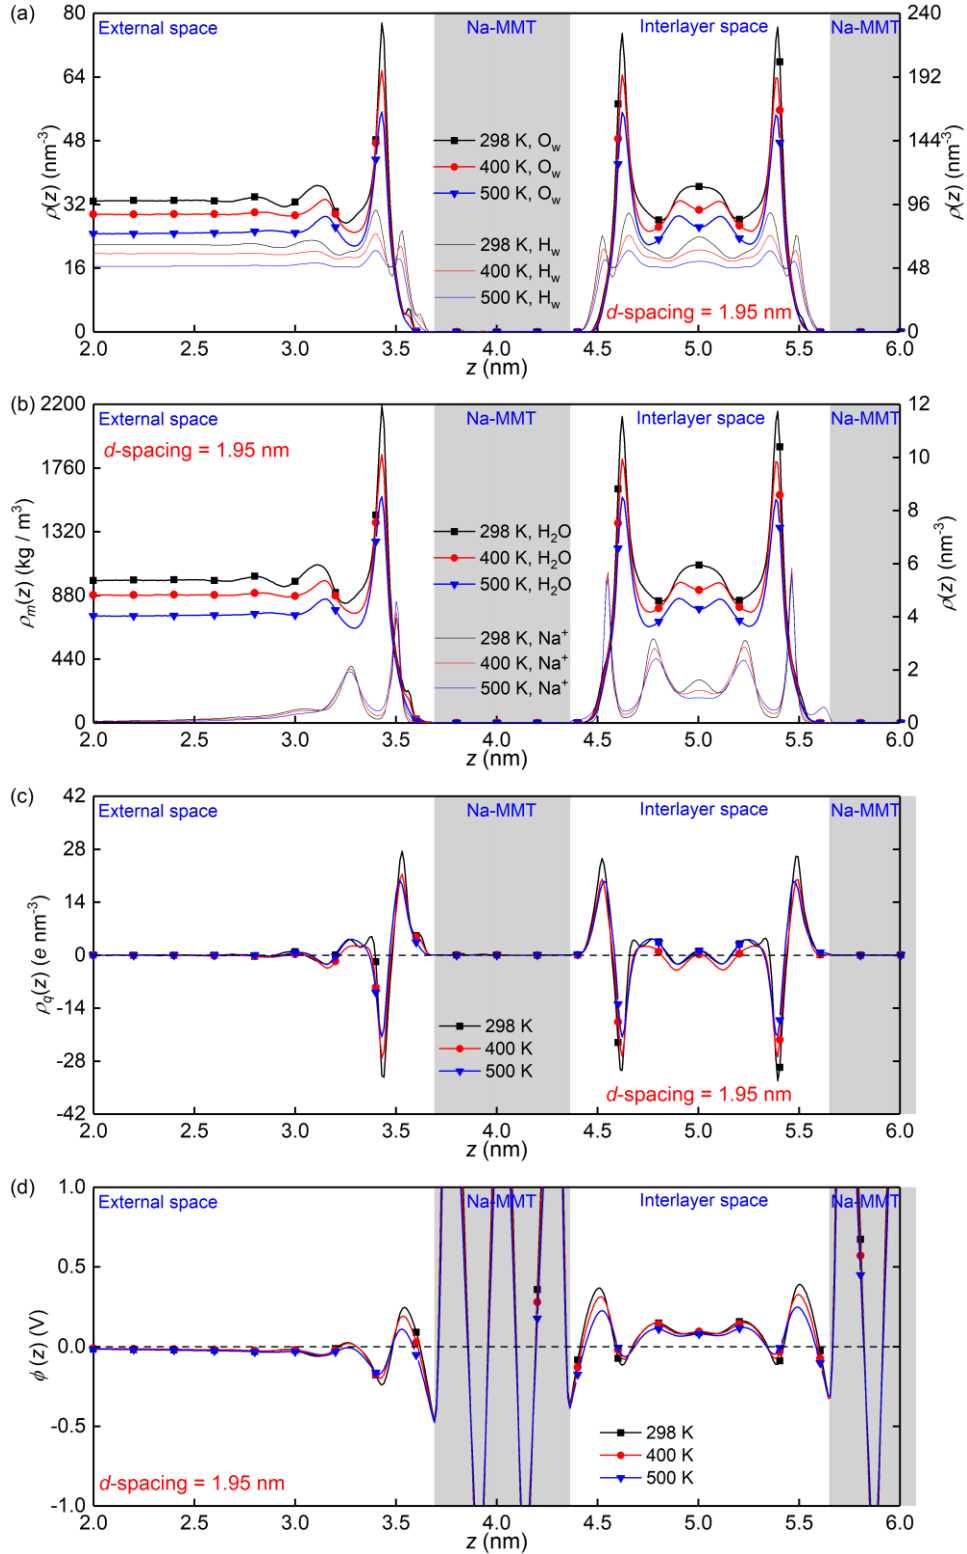 (a)
80
64
48
32
16
0
ρ(z) (nm⁻³)
External space
Na-MMT
Interlayer space
Na-MMT
298 K, O_w
400 K, O_w
500 K, O_w
298 K, H_w
400 K, H_w
500 K, H_w
d-spacing = 1.95 nm
240
192
144
96
48
0
ρ(z) (nm⁻³)
2.0 2.5 3.0 3.5 4.0 4.5 5.0 5.5 6.0
z (nm)
(b)
2200
1760
1320
880
440
0
ρ_m(z) (kg / m³)
External space
Na-MMT
Interlayer space
Na-MMT
d-spacing = 1.95 nm
298 K, H₂O
400 K, H₂O
500 K, H₂O
298 K, Na⁺
400 K, Na⁺
500 K, Na⁺
12
10
8
6
4
2
0
ρ(z) (nm⁻³)
2.0 2.5 3.0 3.5 4.0 4.5 5.0 5.5 6.0
z (nm)
(c)
42
28
14
0
-14
-28
-42
ρ_q(z) (e nm⁻³)
External space
Na-MMT
Interlayer space
Na-MMT
298 K
400 K
500 K
d-spacing = 1.95 nm
2.0 2.5 3.0 3.5 4.0 4.5 5.0 5.5 6.0
z (nm)
(d)
1.0
0.5
0.0
-0.5
-1.0
ϕ (z) (V)
External space
Na-MMT
Interlayer space
Na-MMT
298 K
400 K
500 K
d-spacing = 1.95 nm
2.0 2.5 3.0 3.5 4.0 4.5 5.0 5.5 6.0
z (nm)